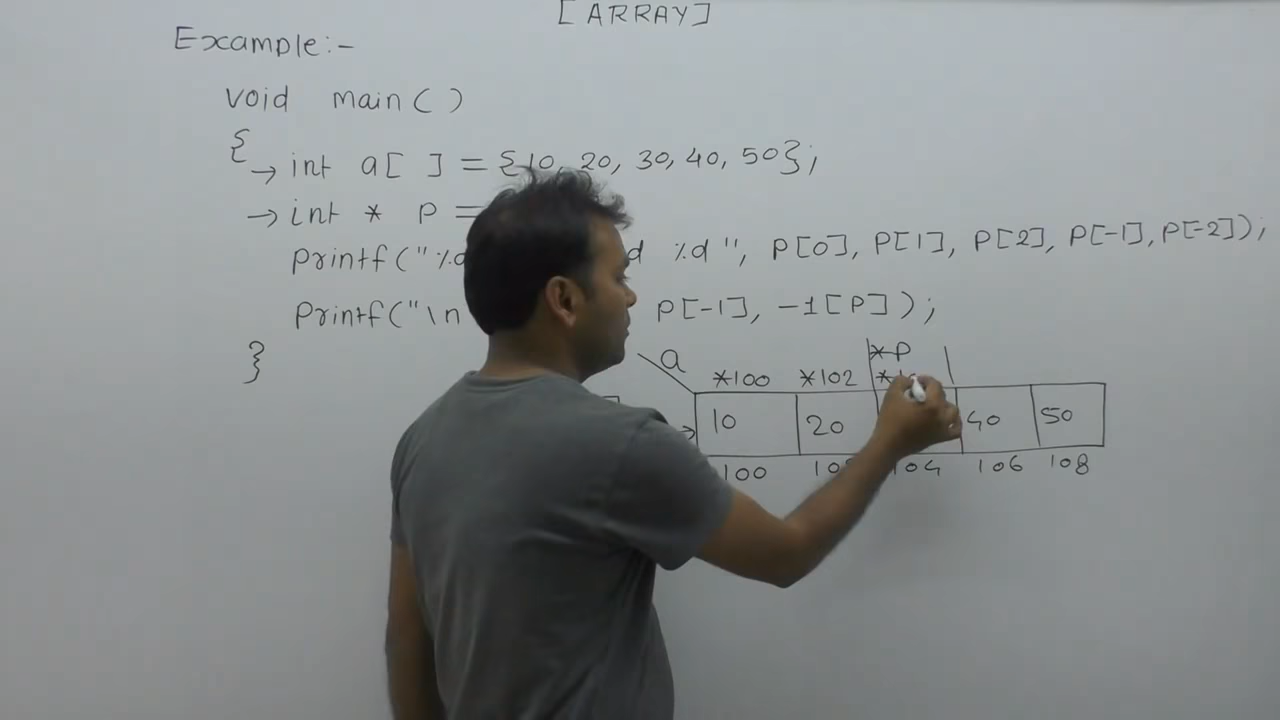 [ARRAY]
Example:-
void main()
{
→ int a[ ] = {10, 20, 30, 40, 50};
→ int * P =
printf("%d d %d", P[0], P[1], P[2], P[-1], P[-2]);
Printf("\n P[-1], -1[P]);
}
a
*P
*100 *102
10 20 40 50
100 104 106 108